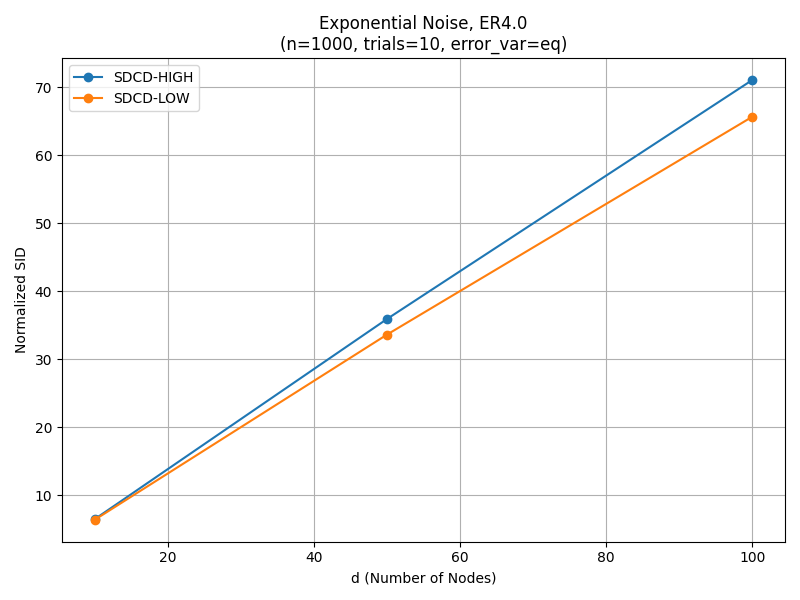 Exponential Noise, ER4.0
(n=1000, trials=10, error_var=eq)
SDCD-HIGH
SDCD-LOW
70
60
50
40
30
20
10
Normalized SID
20 40 60 80 100
d (Number of Nodes)